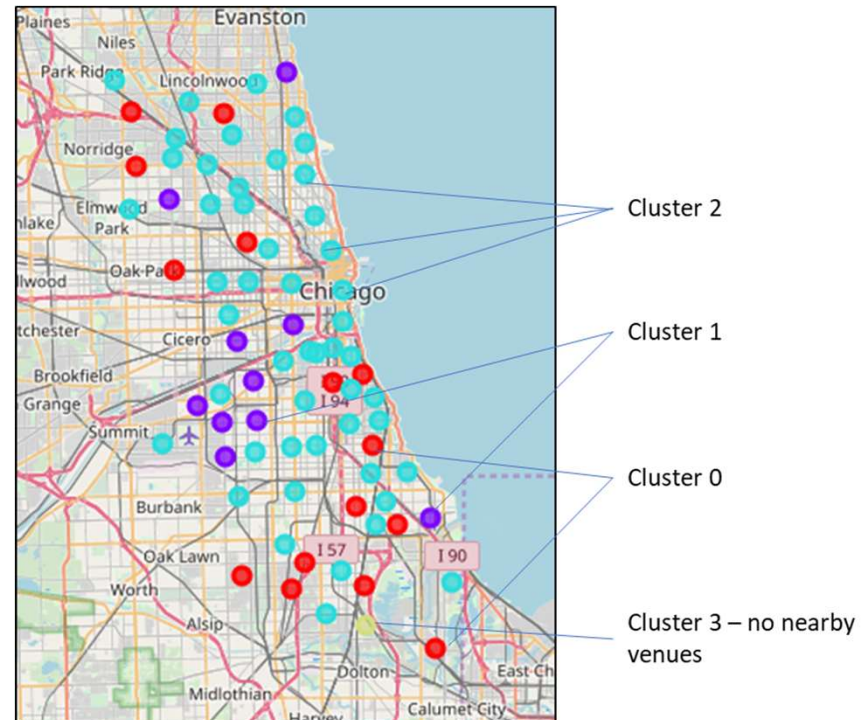 Plaines
Evanston
Niles
Park Ridge
Lincolnwood
Norridge
Elmwood
Park
nlake
Oak Park
llwood
Chicago
tchester
Cicero
Brookfield
Grange
I 94
Summit
Burbank
Oak Lawn
I 57
I 90
Worth
Alsip
Dolton
East Ch
Midlothian
Harvey
Calumet City
Cluster 2
Cluster 1
Cluster 0
Cluster 3 – no nearby
venues